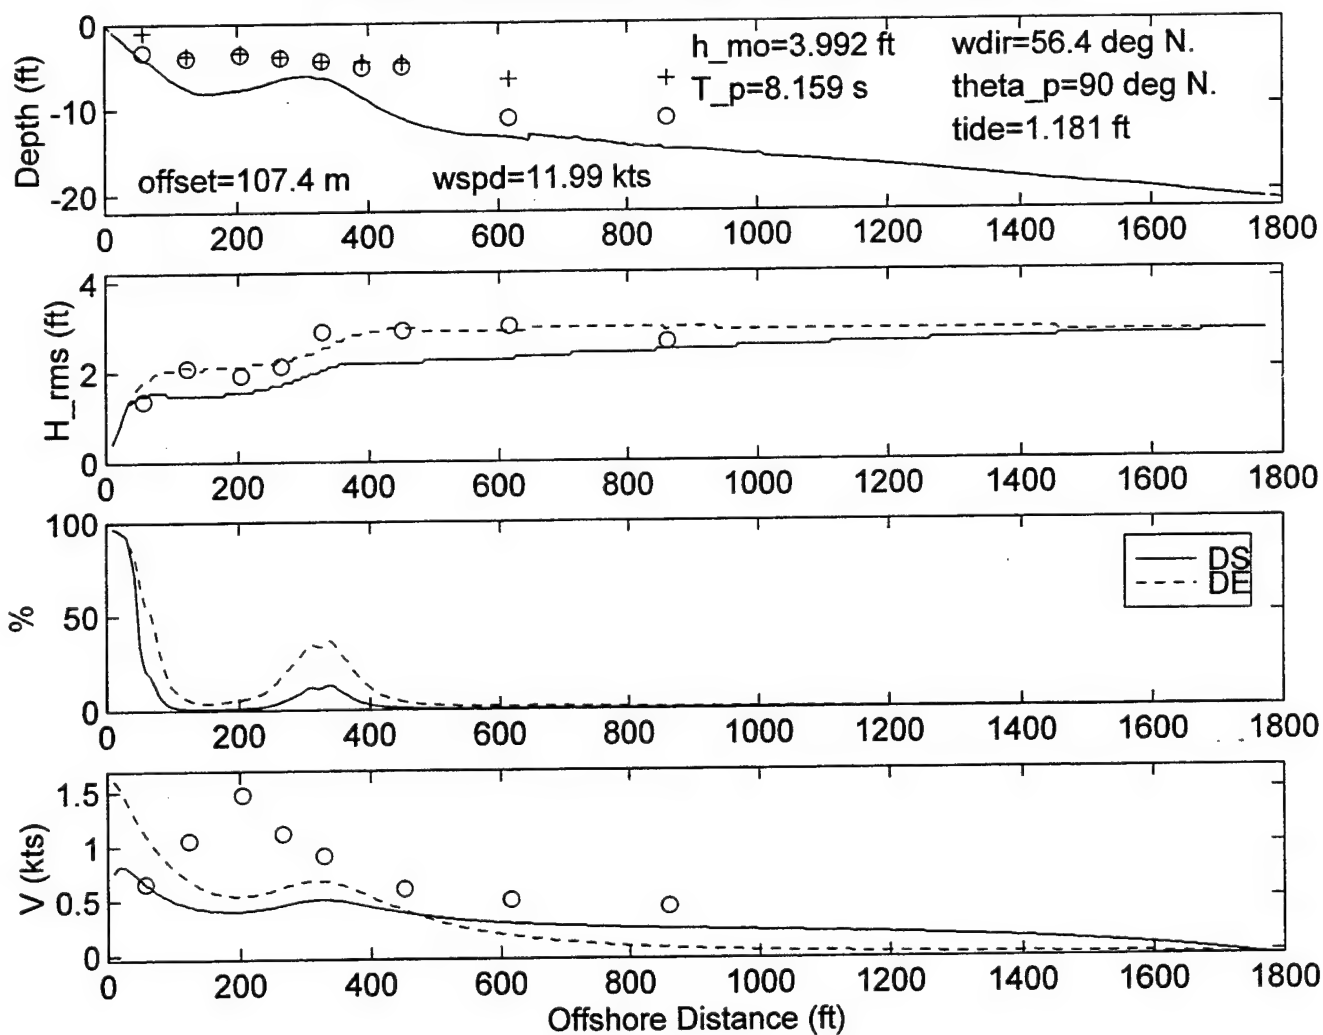 0
-10
-20
Depth (ft)
h_mo=3.992 ft
wdir=56.4 deg N.
T_p=8.159 s
theta_p=90 deg N.
tide=1.181 ft
offset=107.4 m
wspd=11.99 kts
0 200 400 600 800 1000 1200 1400 1600 1800
4
2
0
H_rms (ft)
0 200 400 600 800 1000 1200 1400 1600 1800
100
50
0
%
DS
DE
0 200 400 600 800 1000 1200 1400 1600 1800
1.5
1
0.5
0
V (kts)
0 200 400 600 800 1000 1200 1400 1600 1800
Offshore Distance (ft)